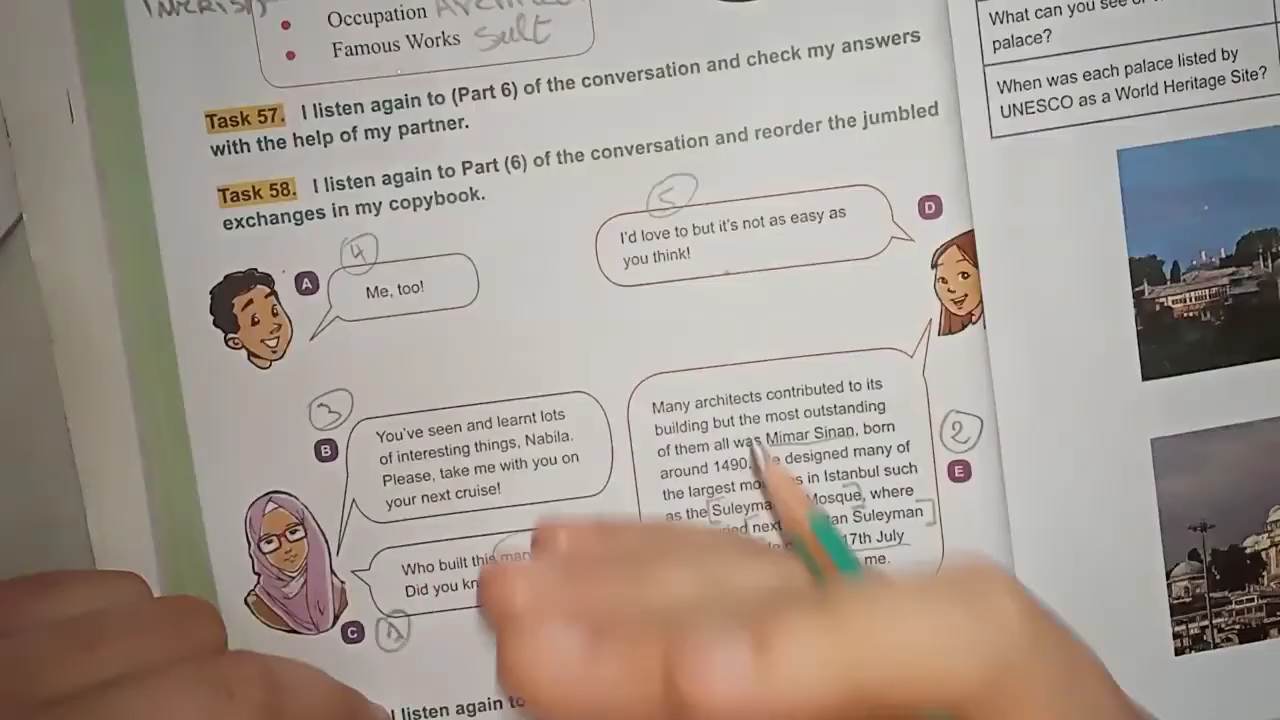 Occupation
Famous Works Sult
Task 57. I listen again to (Part 6) of the conversation and check my answers
with the help of my partner.
Task 58. I listen again to Part (6) of the conversation and reorder the jumbled
exchanges in my copybook.
4
A
Me, too!
5
D
I'd love to but it's not as easy as
you think!
3
B
You've seen and learnt lots
of interesting things, Nabila.
Please, take me with you on
your next cruise!
Who built this
Did you
C
1
Many architects contributed to its
building but the most outstanding
of them all was Mimar Sinan, born
around 1490. designed many of
the largest in Istanbul such
as the Mosque, where
next Suleyman
17th July
me.
2
E
I listen again to
What can you see
palace?
When was each palace listed by
UNESCO as a World Heritage Site?